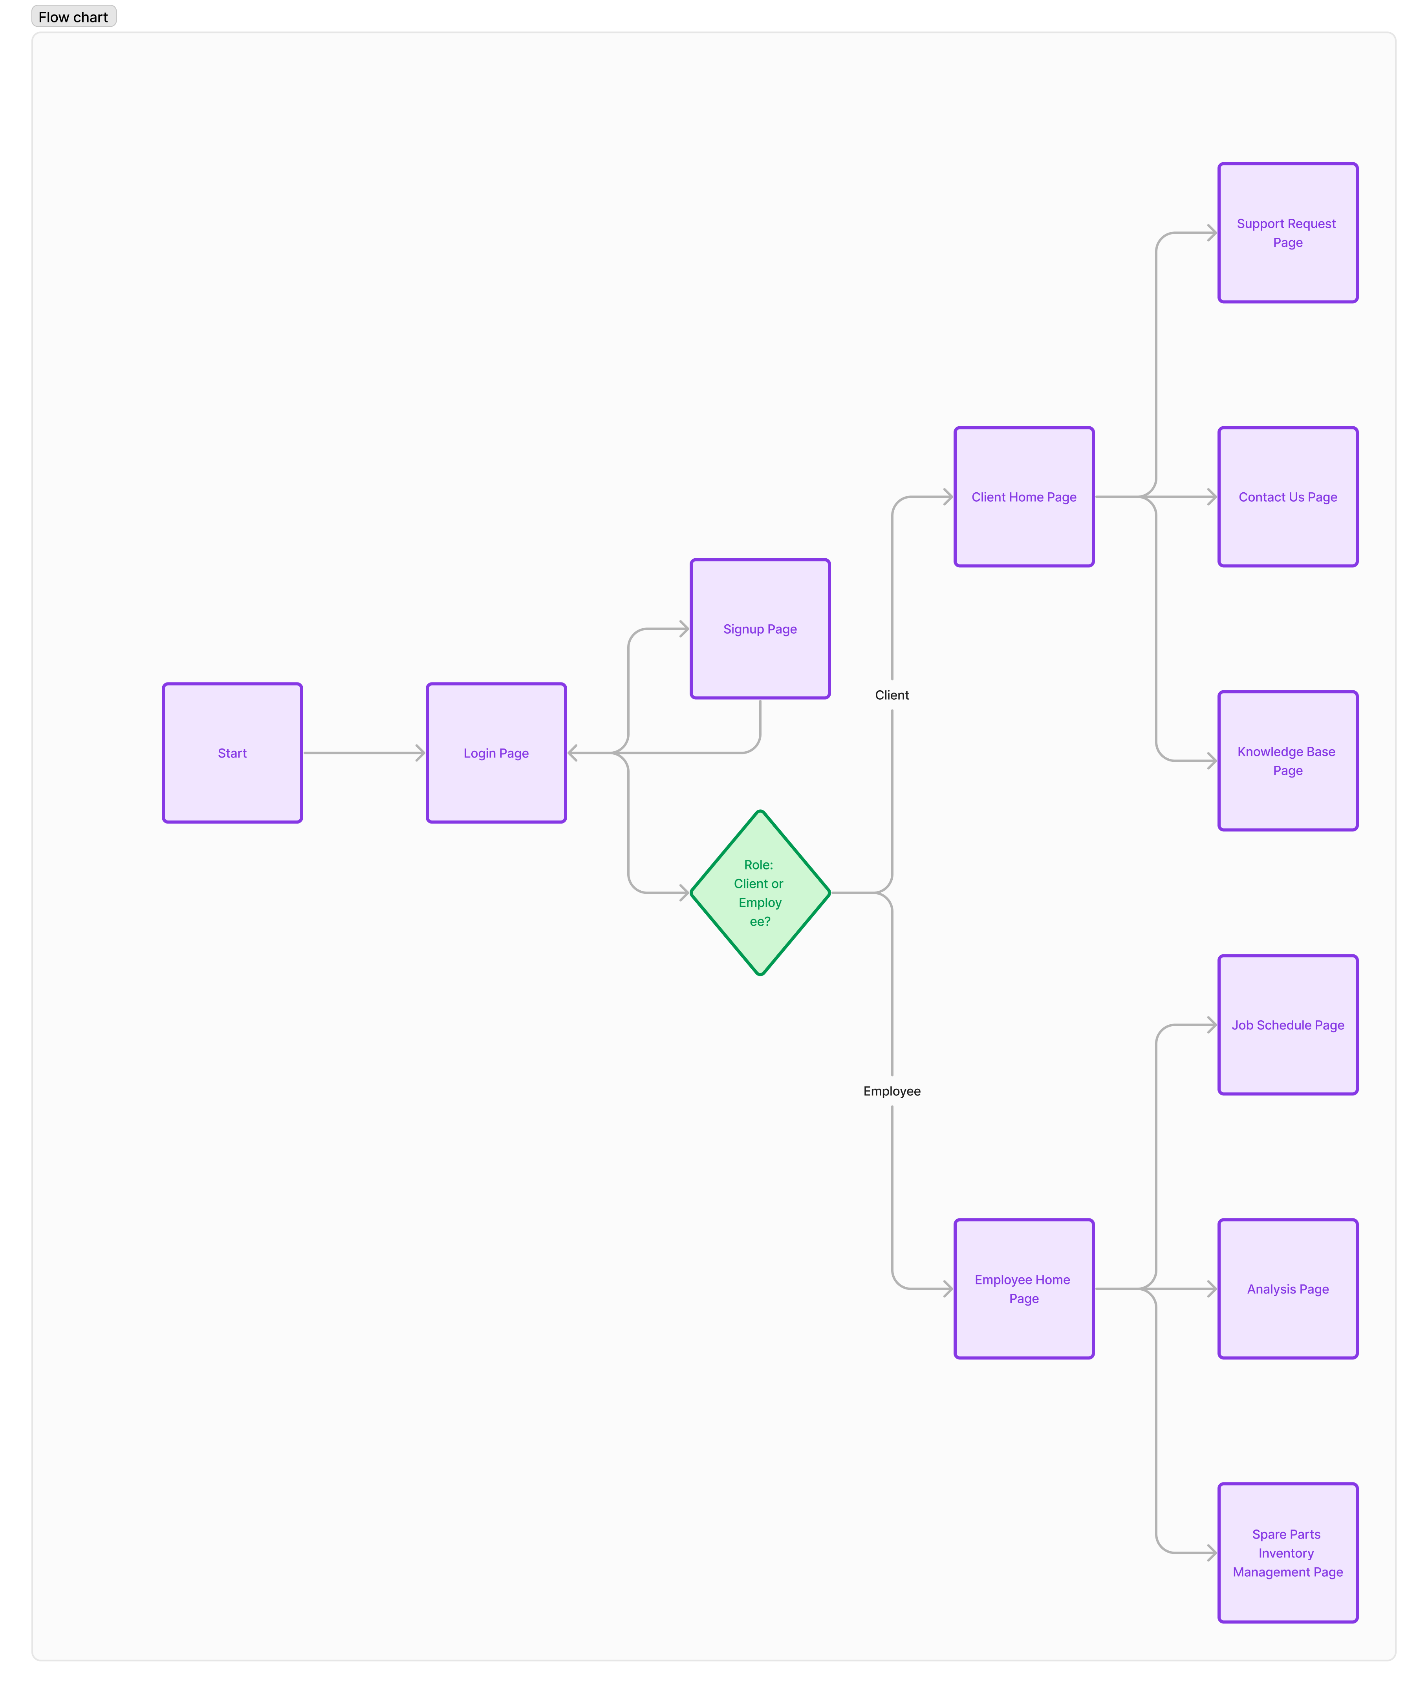 Flow chart
Support Request
Page
Client Home Page
Contact Us Page
Signup Page
Client
Start
Login Page
Knowledge Base
Page
Role:
Client or
Employ
ee?
Job Schedule Page
Employee
Employee Home
Page
Analysis Page
Spare Parts
Inventory
Management Page